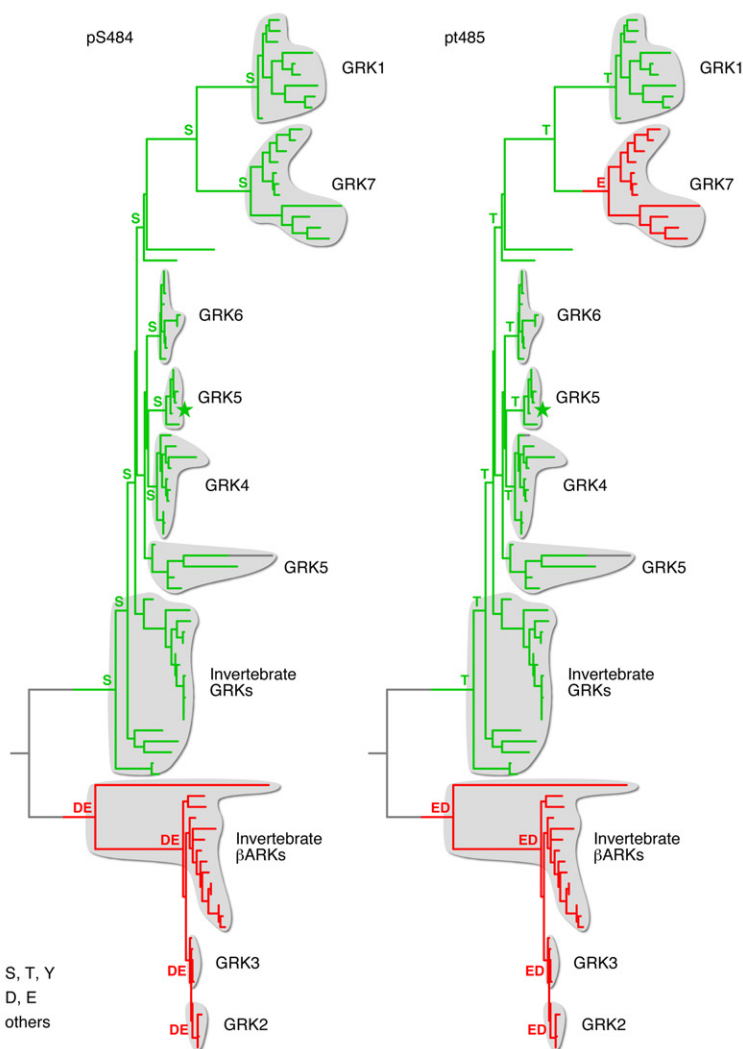 pS484
S
GRK1
S
S
GRK7
S
S
GRK6
S
GRK5
S
GRK4
S
GRK5
S
S
Invertebrate
GRKs
DE
DE
Invertebrate
βARKs
DE
GRK3
DE
GRK2
S, T, Y
D, E
others
pt485
T
GRK1
T
E
GRK7
T
T
GRK6
T
GRK5
T
GRK4
T
GRK5
T
T
Invertebrate
GRKs
ED
ED
Invertebrate
βARKs
ED
GRK3
ED
GRK2